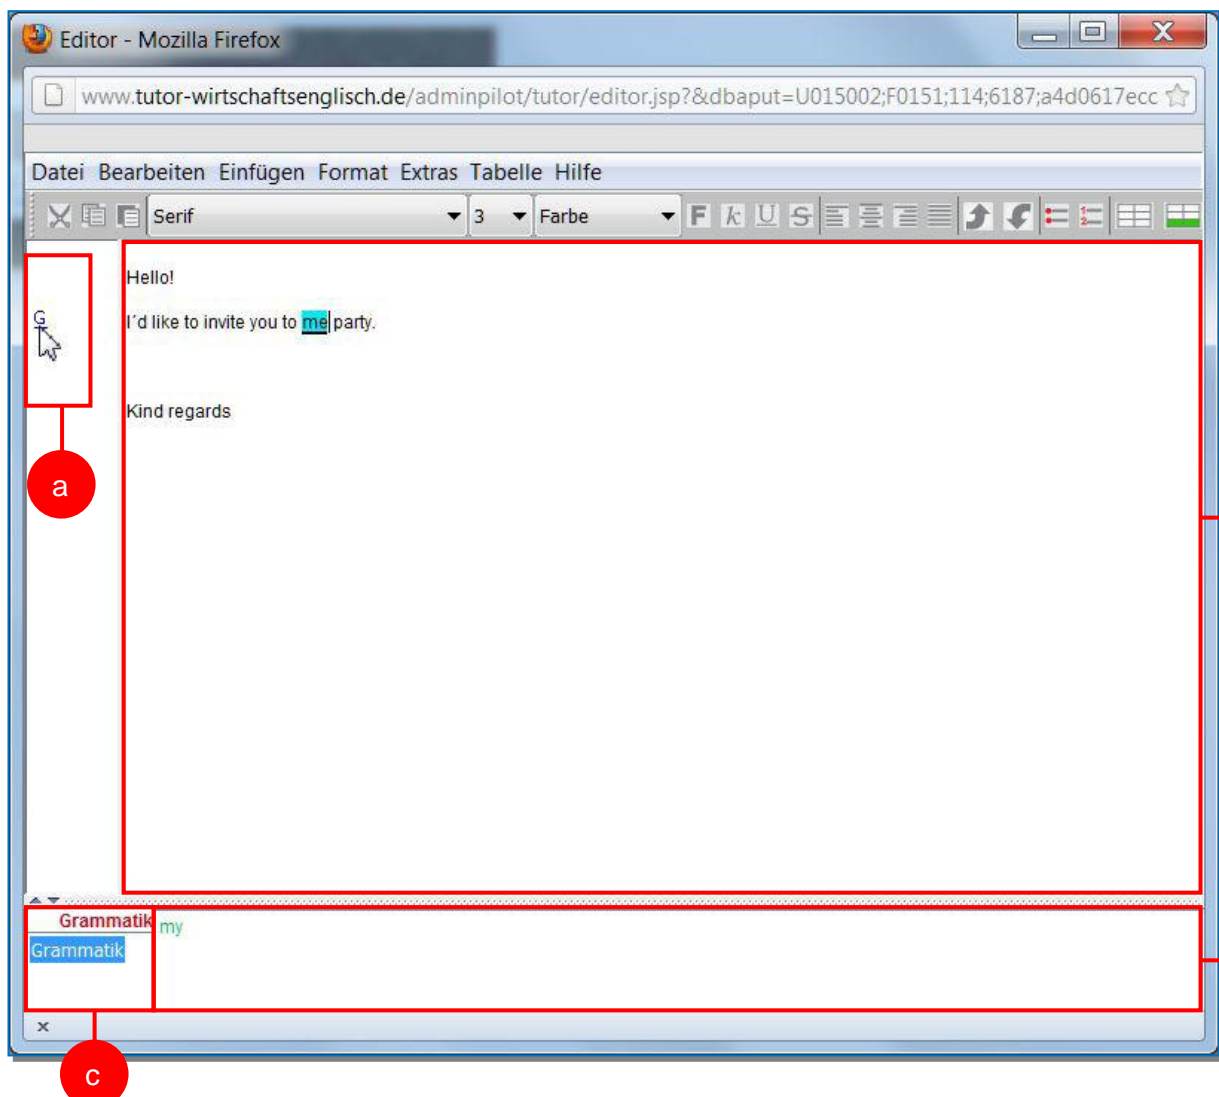 Editor - Mozilla Firefox
www.tutor-wirtschaftsenglisch.de/adminpilot/tutor/editor.jsp?&dbaput=U015002;F0151;114;6187;a4d0617ecc
Datei Bearbeiten Einfügen Format Extras Tabelle Hilfe
Serif 3 Farbe F k U S
Hello!
G I´d like to invite you to me party.
Kind regards
a
Grammatik my
Grammatik
x
c